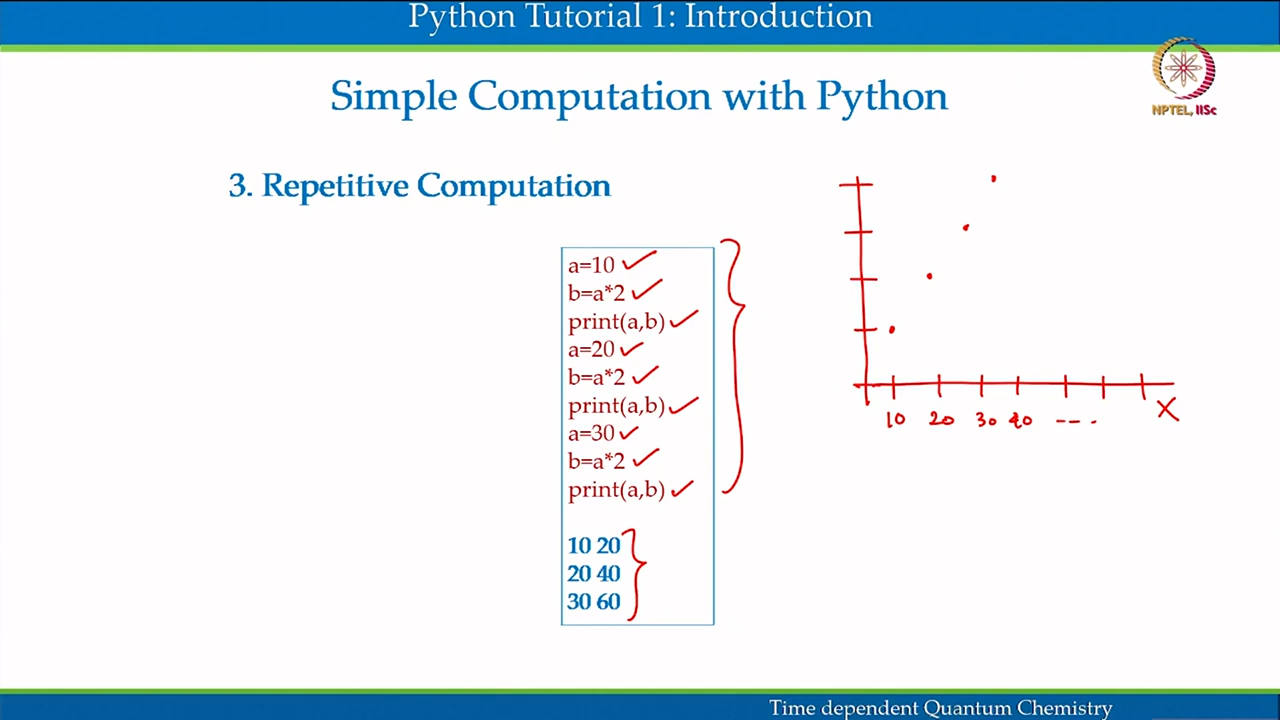 Python Tutorial 1: Introduction
NPTEL, IISc
Simple Computation with Python
3. Repetitive Computation
a=10
b=a*2
print(a,b)
a=20
b=a*2
print(a,b)
a=30
b=a*2
print(a,b)
10 20
20 40
30 60
10 20 30 40 ----
X
Time dependent Quantum Chemistry